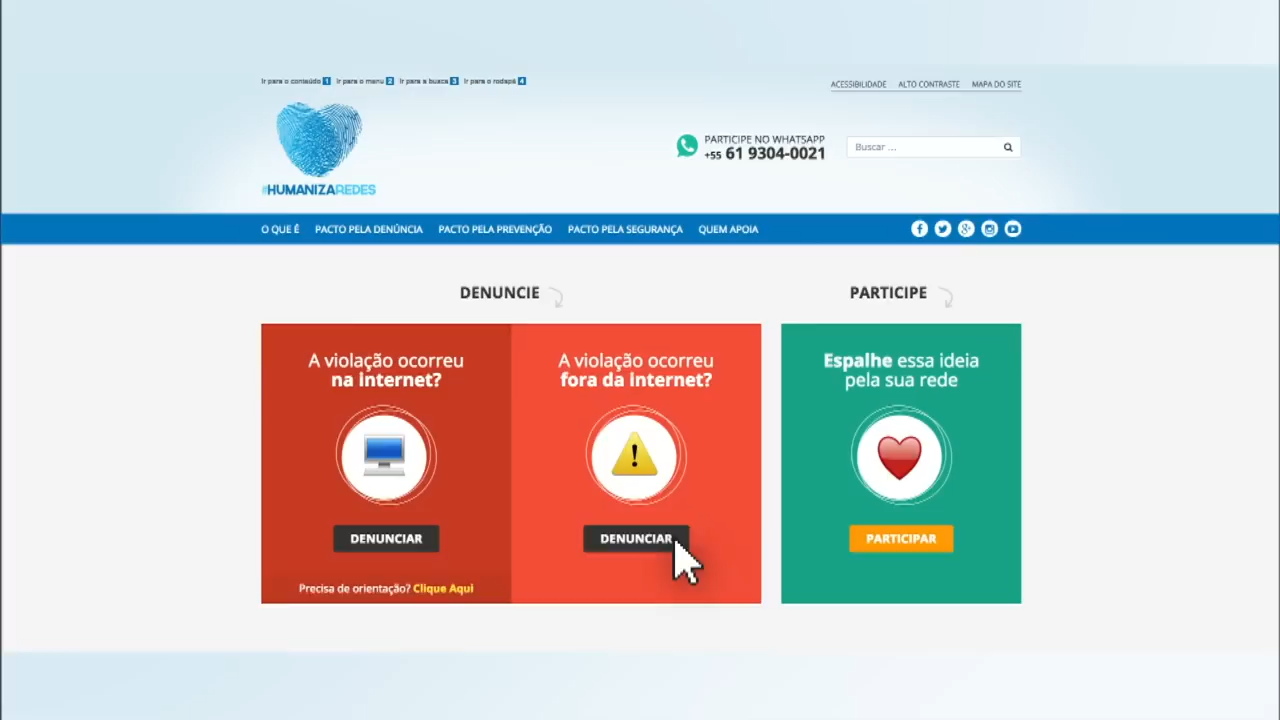 Ir para o conteúdo 1 Ir para o menu 2 Ir para a busca 3 Ir para o rodapé 4
ACESSIBILIDADE ALTO CONTRASTE MAPA DO SITE
PARTICIPE NO WHATSAPP
+55 61 9304-0021
Buscar ...
#HUMANIZAREDES
O QUE É PACTO PELA DENÚNCIA PACTO PELA PREVENÇÃO PACTO PELA SEGURANÇA QUEM APOIA
DENUNCIE
PARTICIPE
A violação ocorreu
na internet?
DENUNCIAR
Precisa de orientação? Clique Aqui
A violação ocorreu
fora da internet?
DENUNCIAR
Espalhe essa ideia
pela sua rede
PARTICIPAR